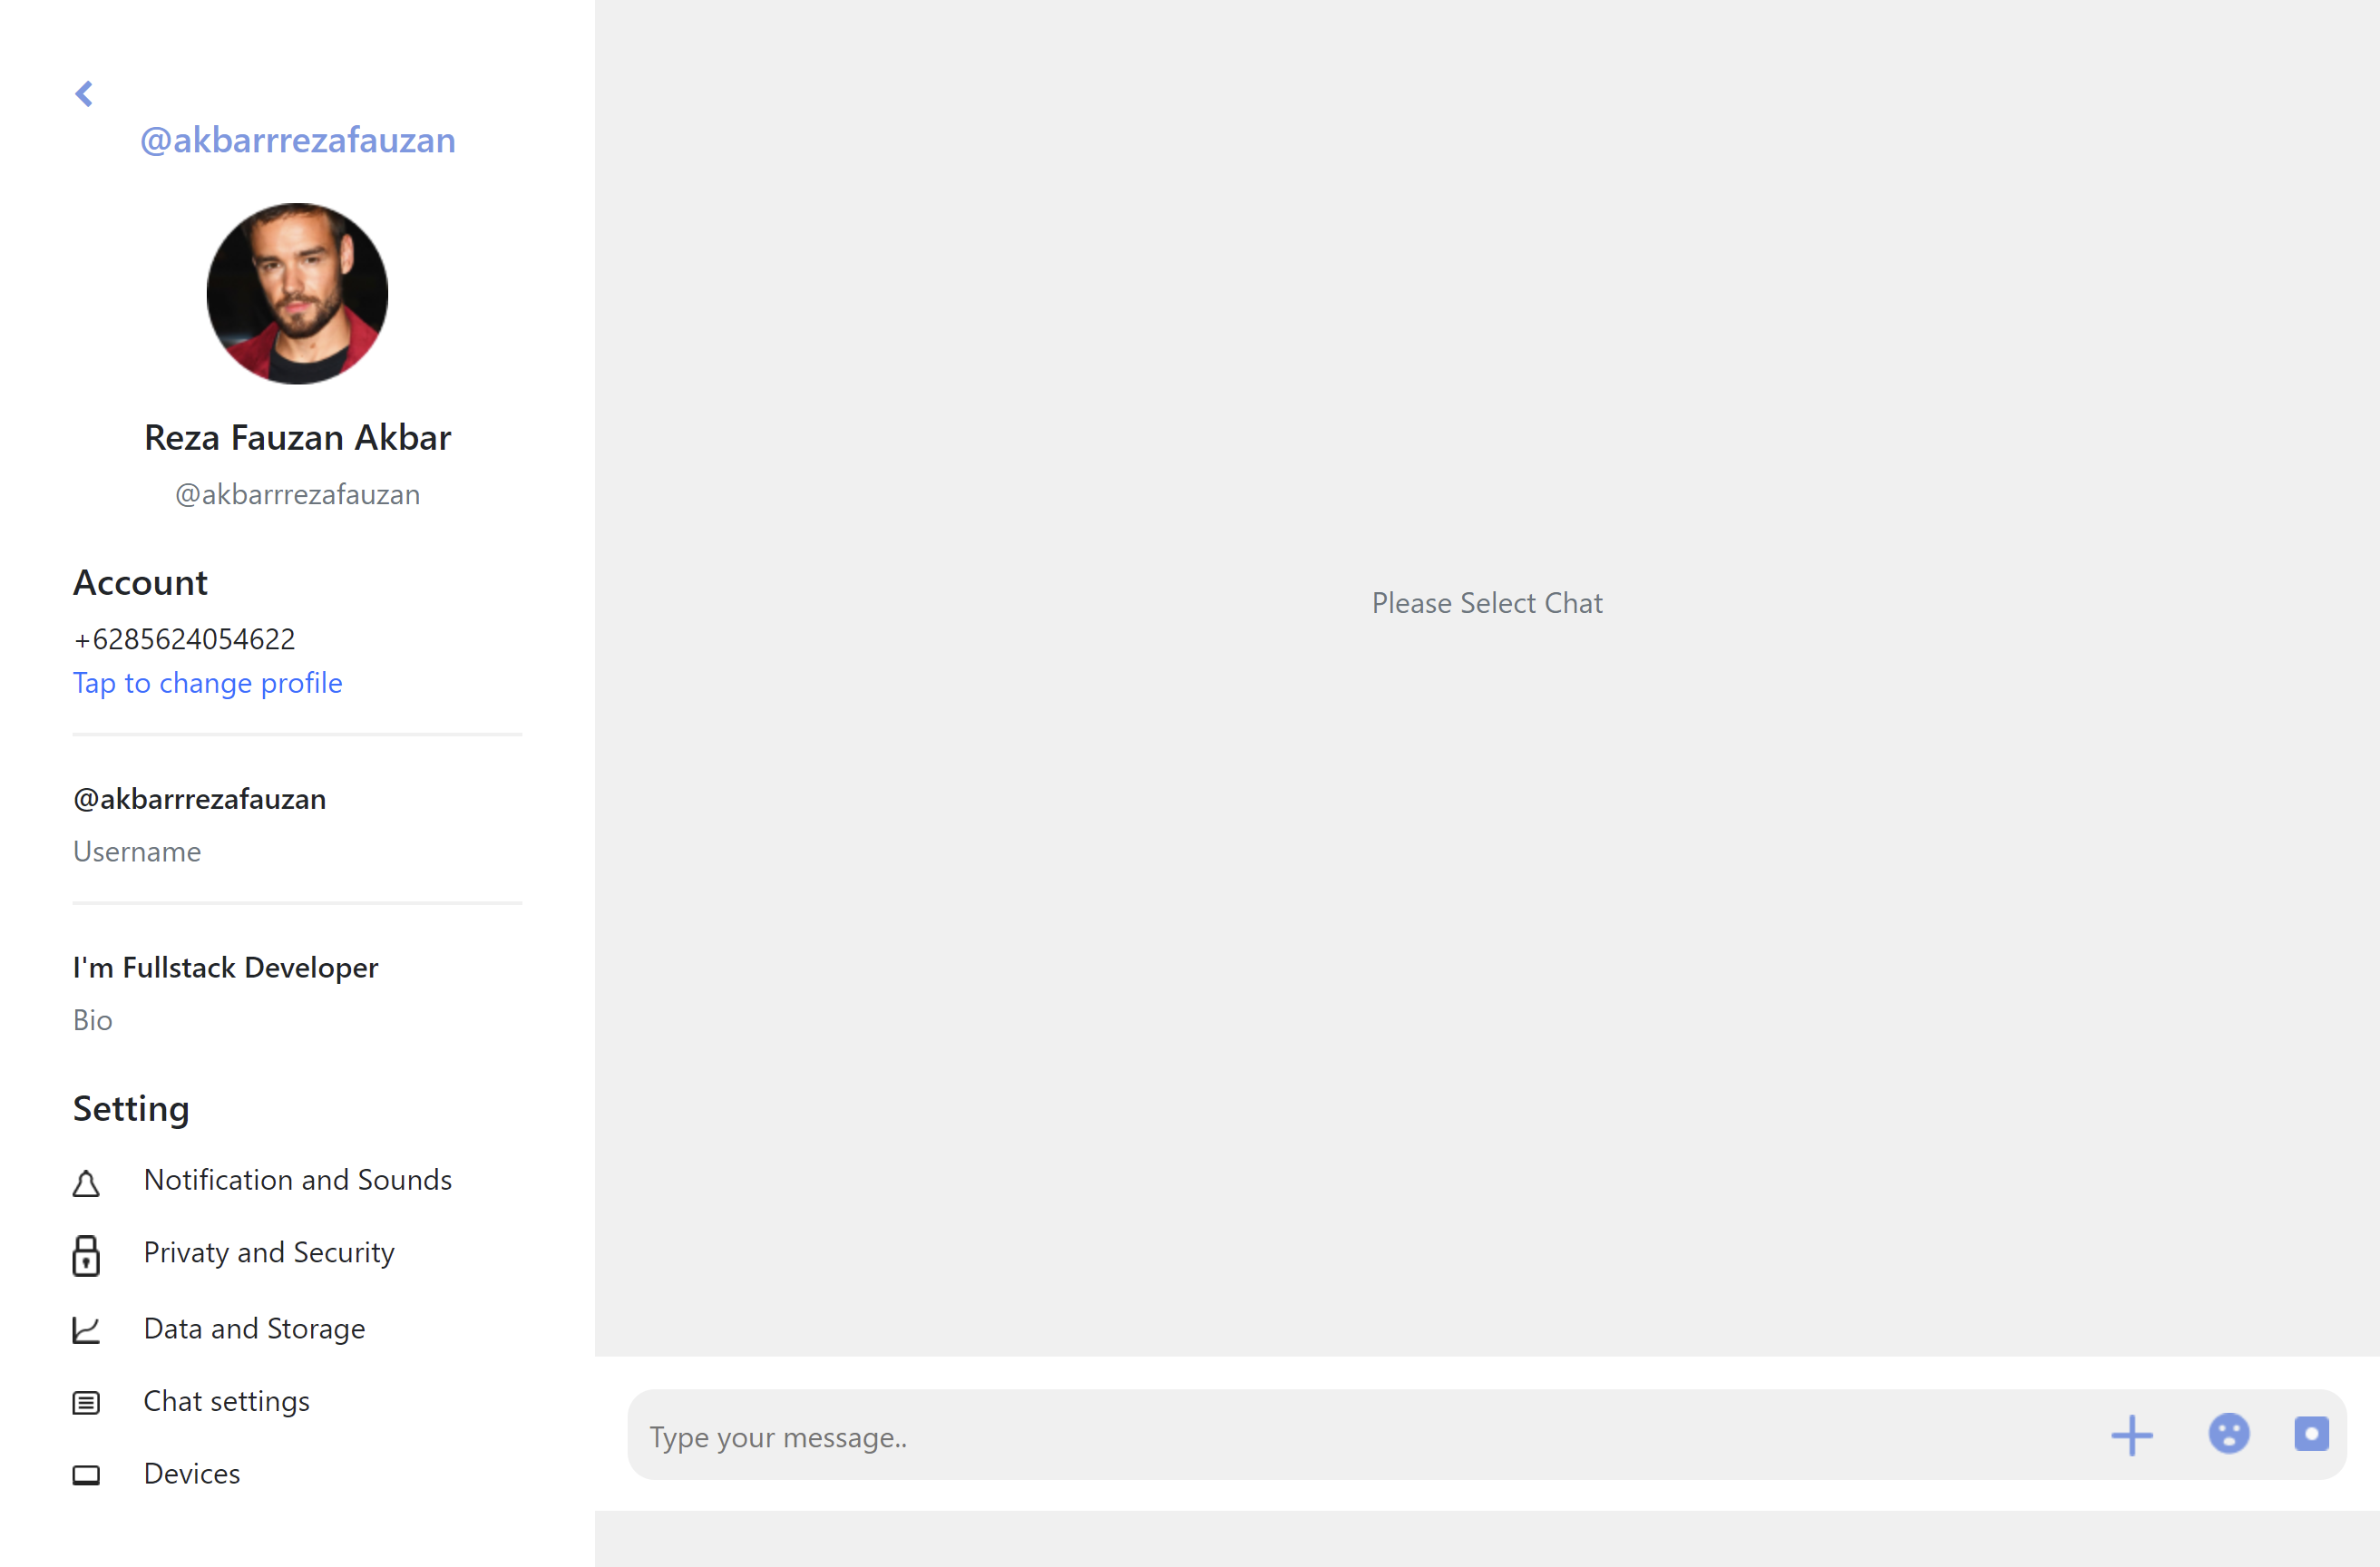 @akbarrrezafauzan
Reza Fauzan Akbar
@akbarrrezafauzan
Account
+6285624054622
Tap to change profile
@akbarrrezafauzan
Username
I'm Fullstack Developer
Bio
Setting
Notification and Sounds
Privaty and Security
Data and Storage
Chat settings
Devices
Please Select Chat
Type your message..